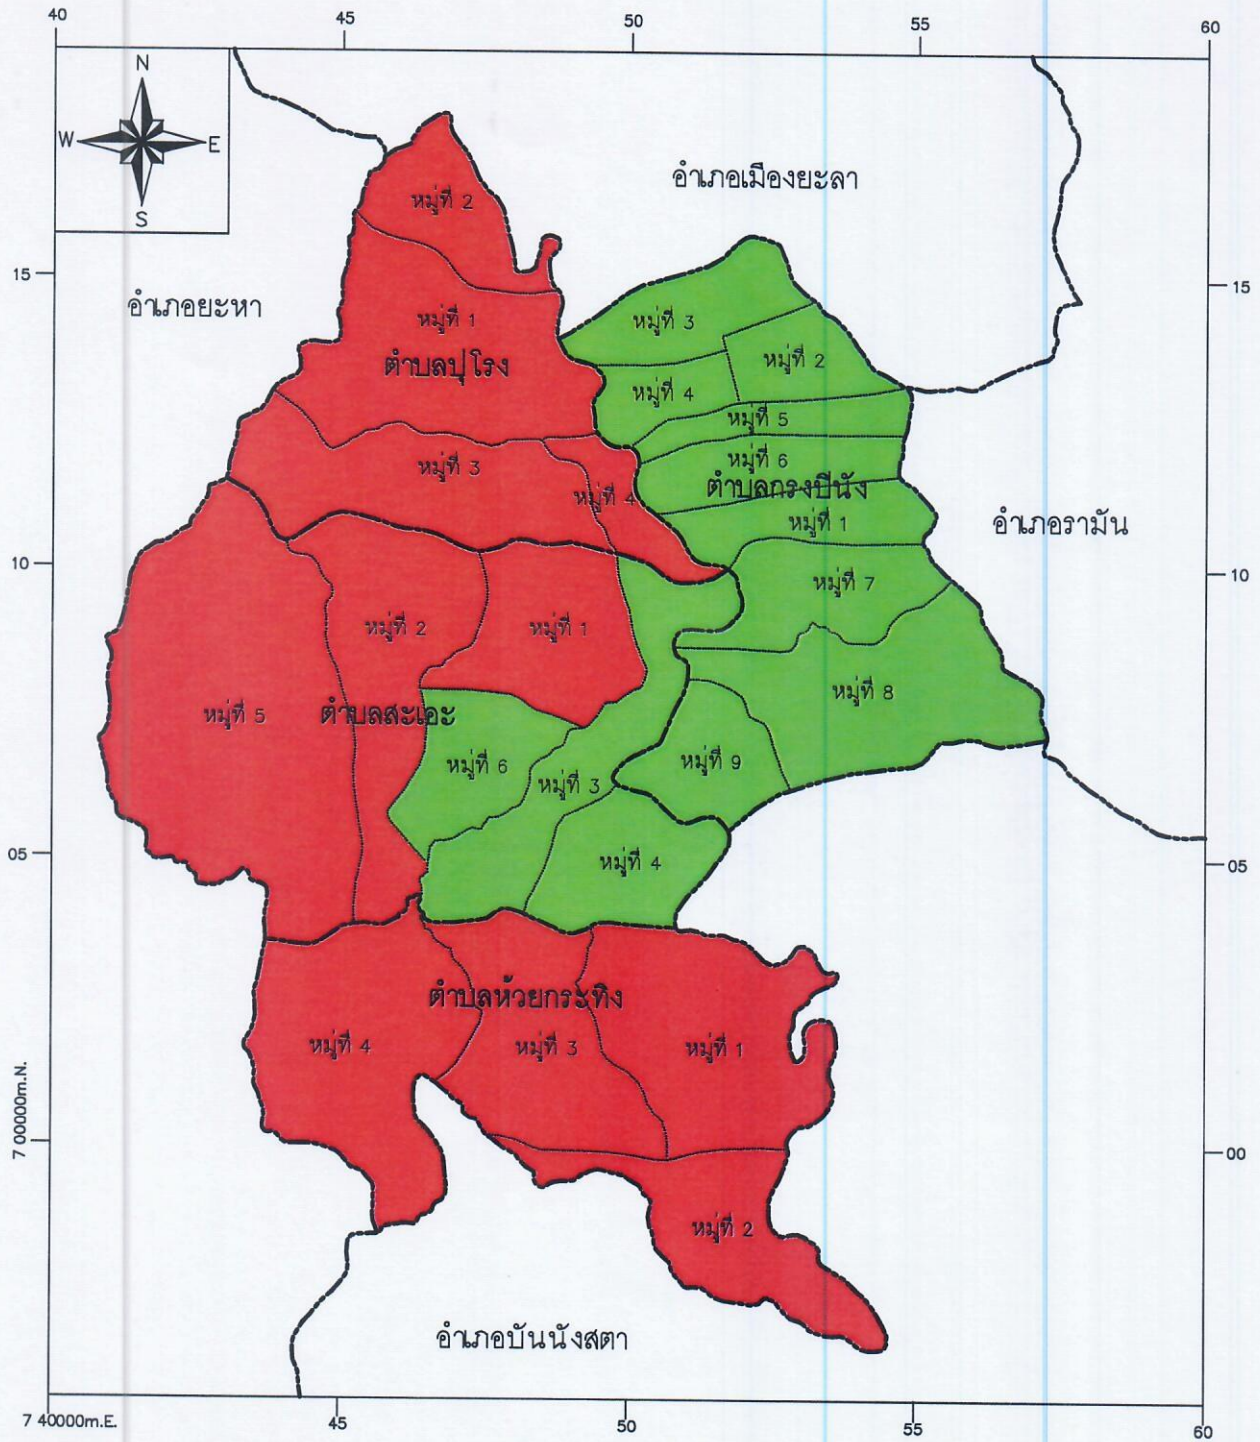 40 45 50 55 60
N
W E
S
อำเภอเมืองยะลา
หมู่ที่ 2
15 15
อำเภอยะหา
หมู่ที่ 1
หมู่ที่ 3
ตำบลปุโรง
หมู่ที่ 2
หมู่ที่ 4
หมู่ที่ 5
หมู่ที่ 3
หมู่ที่ 6
หมู่ที่ 4
ตำบลกรงปินัง
หมู่ที่ 1
อำเภอรามัน
10 10
หมู่ที่ 7
หมู่ที่ 2
หมู่ที่ 1
หมู่ที่ 8
หมู่ที่ 5
ตำบลสะเอะ
หมู่ที่ 6
หมู่ที่ 3
หมู่ที่ 9
05 05
หมู่ที่ 4
ตำบลห้วยกระทิง
หมู่ที่ 4
หมู่ที่ 3
หมู่ที่ 1
7 00000m.N.
00
หมู่ที่ 2
อำเภอบันนังสตา
7 40000m.E. 45 50 55 60